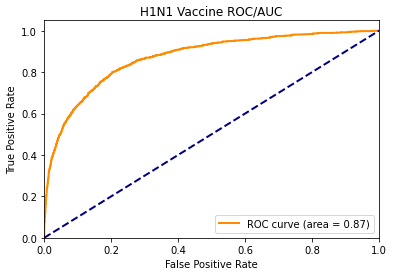 H1N1 Vaccine ROC/AUC
1.0
0.8
0.6
0.4
0.2
0.0
True Positive Rate
ROC curve (area = 0.87)
0.0 0.2 0.4 0.6 0.8 1.0
False Positive Rate